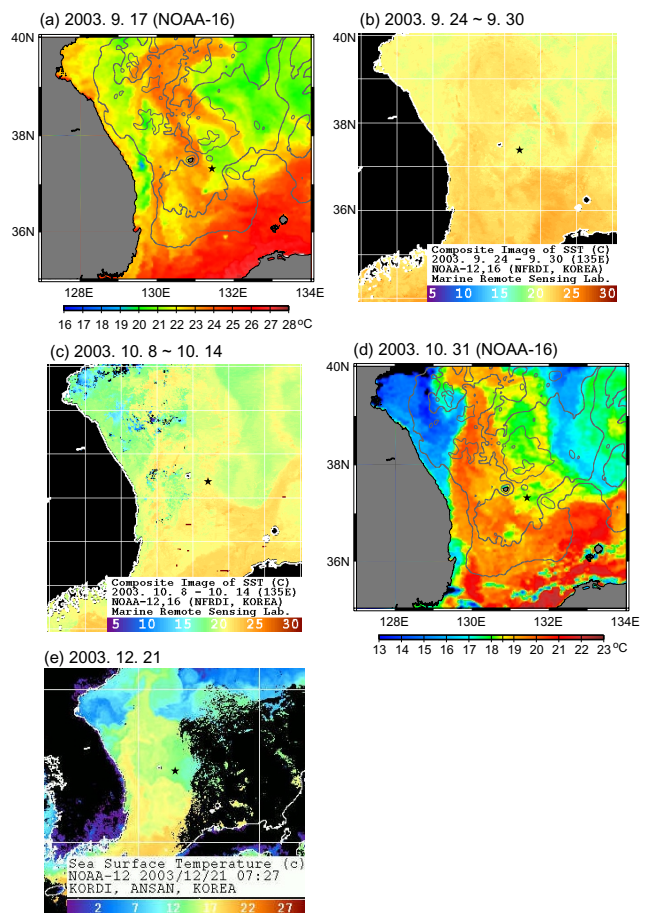 (a) 2003. 9. 17 (NOAA-16)
40N
38N
36N
128E 130E 132E 134E
16 17 18 19 20 21 22 23 24 25 26 27 28 °C
(b) 2003. 9. 24 ~ 9. 30
40N
38N
36N
Composite Image of SST (C)
2003. 9. 24 - 9. 30 (135E)
NOAA-12,16 (NFRDI, KOREA)
Marine Remote Sensing Lab.
5 10 15 20 25 30
(c) 2003. 10. 8 ~ 10. 14
Composite Image of SST (C)
2003. 10. 8 - 10. 14 (135E)
NOAA-12,16 (NFRDI, KOREA)
Marine Remote Sensing Lab.
5 10 15 20 25 30
(d) 2003. 10. 31 (NOAA-16)
40N
38N
36N
128E 130E 132E 134E
13 14 15 16 17 18 19 20 21 22 23 °C
(e) 2003. 12. 21
Sea Surface Temperature (c)
NOAA-12 2003/12/21 07:27
KORDI, ANSAN, KOREA
2 7 12 17 22 27